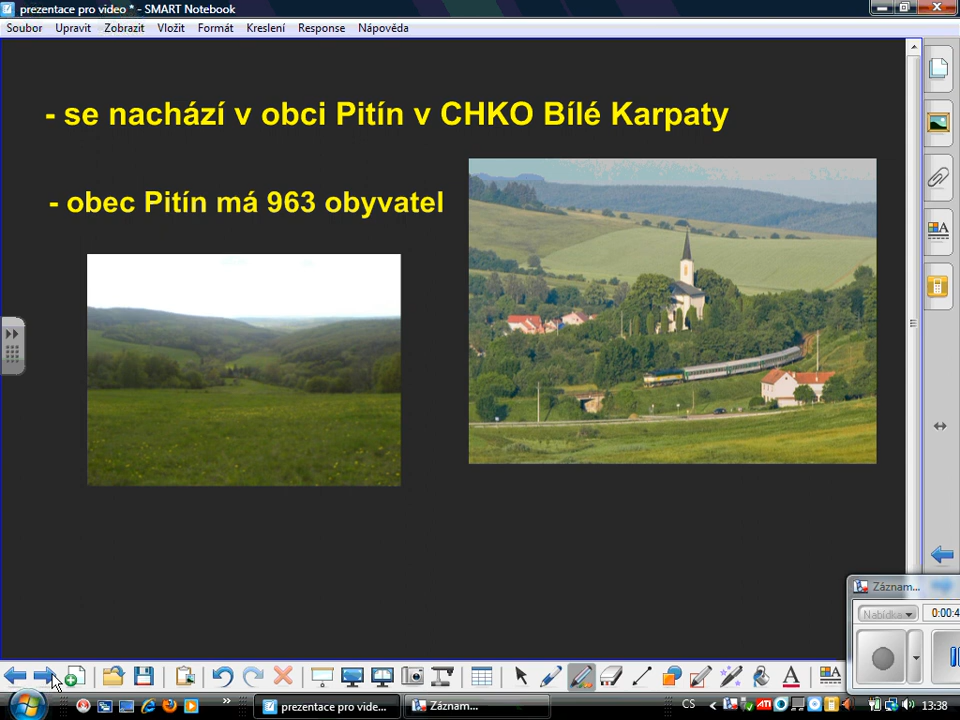 prezentace pro video * - SMART Notebook
Soubor Upravit Zobrazit Vložit Formát Kreslení Response Nápověda
- se nachází v obci Pitín v CHKO Bílé Karpaty
- obec Pitín má 963 obyvatel
Záznam...
Nabídka
0:00:4
A
prezentace pro vide...
Záznam...
CS
ATI
13:38